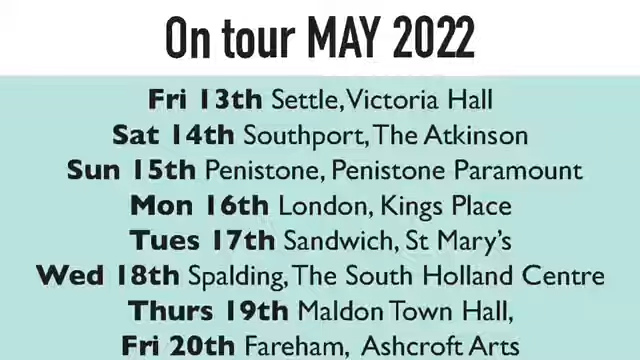 On tour MAY 2022
Fri 13th Settle, Victoria Hall
Sat 14th Southport, The Atkinson
Sun 15th Penistone, Penistone Paramount
Mon 16th London, Kings Place
Tues 17th Sandwich, St Mary's
Wed 18th Spalding, The South Holland Centre
Thurs 19th Maldon Town Hall,
Fri 20th Fareham, Ashcroft Arts